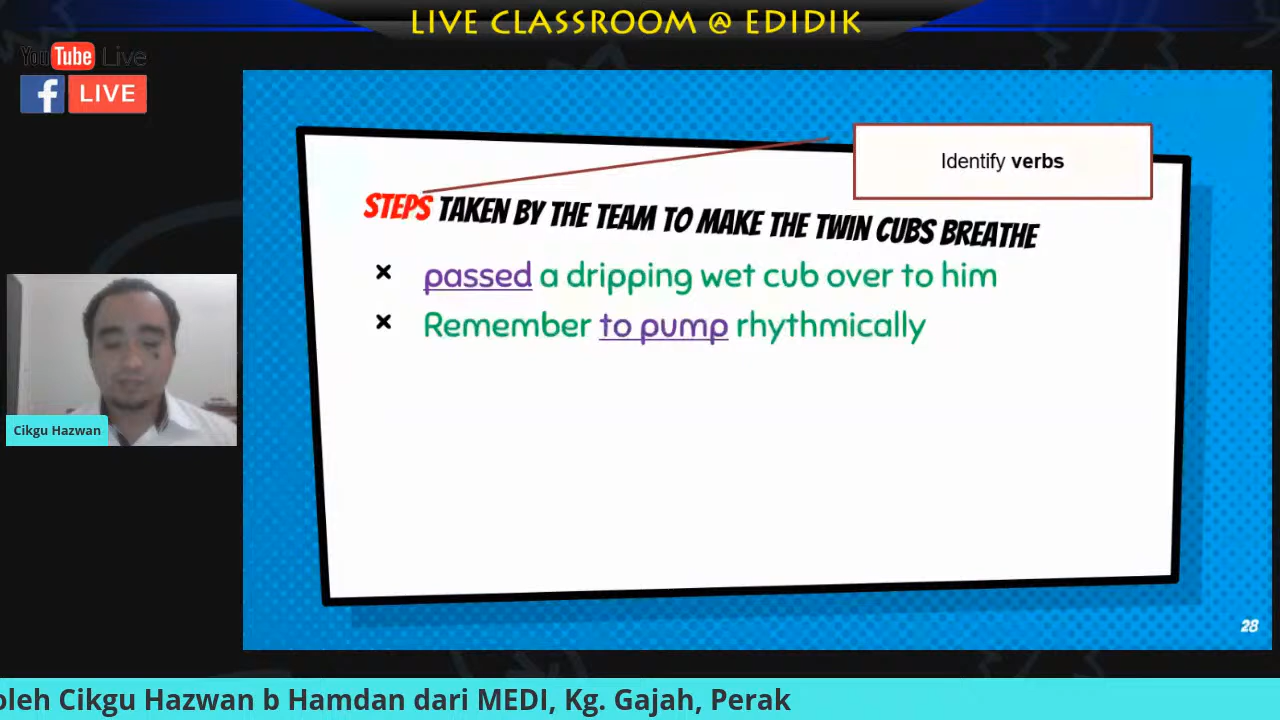 LIVE CLASSROOM @ EDIDIK
YouTube Live
f LIVE
Identify verbs
STEPS TAKEN BY THE TEAM TO MAKE THE TWIN CUBS BREATHE
× passed a dripping wet cub over to him
× Remember to pump rhythmically
Cikgu Hazwan
28
oleh Cikgu Hazwan b Hamdan dari MEDI, Kg. Gajah, Perak